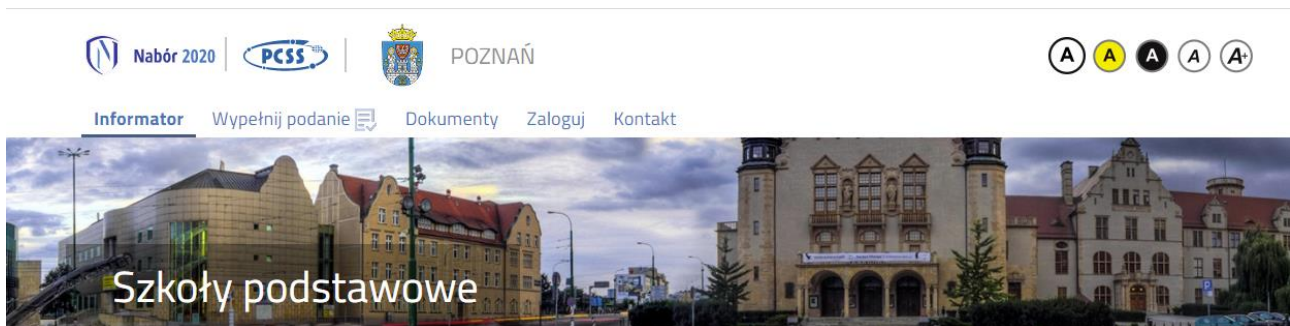 Nabór 2020 PCSS POZNAŃ A A A A A+
Informator Wypełnij podanie Dokumenty Zaloguj Kontakt
Szkoły podstawowe
P